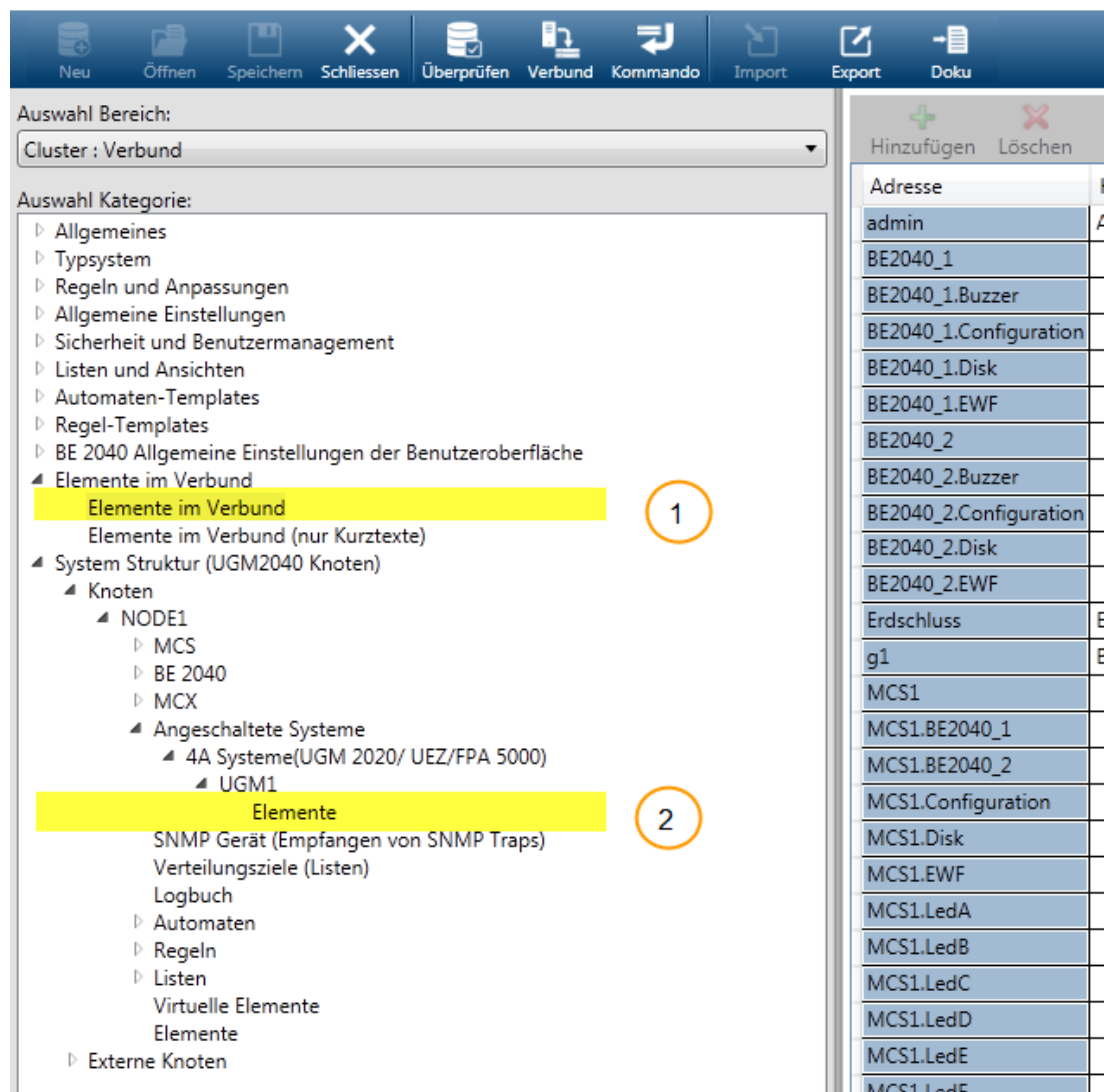 Neu Öffnen Speichern Schliessen Überprüfen Verbund Kommando Import Export Doku
Auswahl Bereich:
Cluster : Verbund
Auswahl Kategorie:
Allgemeines
Typsystem
Regeln und Anpassungen
Allgemeine Einstellungen
Sicherheit und Benutzermanagement
Listen und Ansichten
Automaten-Templates
Regel-Templates
BE 2040 Allgemeine Einstellungen der Benutzeroberfläche
Elemente im Verbund
Elemente im Verbund
1
Elemente im Verbund (nur Kurztexte)
System Struktur (UGM2040 Knoten)
Knoten
NODE1
MCS
BE 2040
MCX
Angeschaltete Systeme
4A Systeme(UGM 2020/ UEZ/FPA 5000)
UGM1
Elemente
2
SNMP Gerät (Empfangen von SNMP Traps)
Verteilungsziele (Listen)
Logbuch
Automaten
Regeln
Listen
Virtuelle Elemente
Elemente
Externe Knoten
Hinzufügen Löschen
Adresse
admin A
BE2040_1
BE2040_1.Buzzer
BE2040_1.Configuration
BE2040_1.Disk
BE2040_1.EWF
BE2040_2
BE2040_2.Buzzer
BE2040_2.Configuration
BE2040_2.Disk
BE2040_2.EWF
Erdschluss
g1
MCS1
MCS1.BE2040_1
MCS1.BE2040_2
MCS1.Configuration
MCS1.Disk
MCS1.EWF
MCS1.LedA
MCS1.LedB
MCS1.LedC
MCS1.LedD
MCS1.LedE